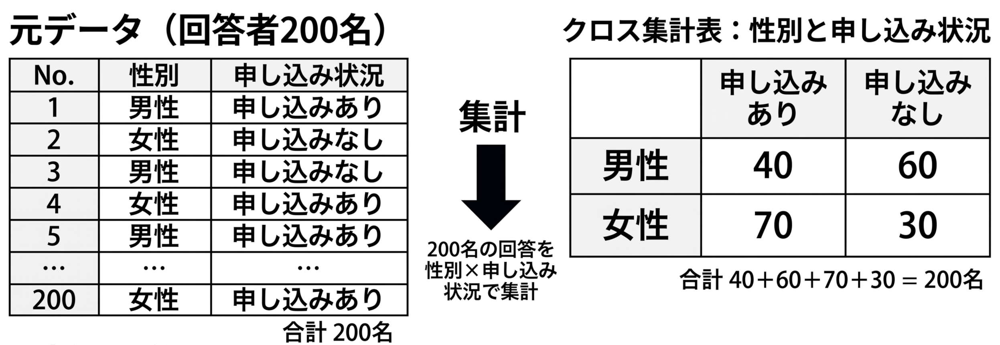 元データ（回答者200名）
No. 性別 申し込み状況
1 男性 申し込みあり
2 女性 申し込みなし
3 男性 申し込みなし
4 女性 申し込みあり
5 男性 申し込みあり
… … …
200 女性 申し込みあり
合計 200名
集計
200名の回答を
性別×申し込み
状況で集計
クロス集計表：性別と申し込み状況
申し込み 申し込み
あり なし
男性 40 60
女性 70 30
合計 40＋60＋70＋30 ＝ 200名